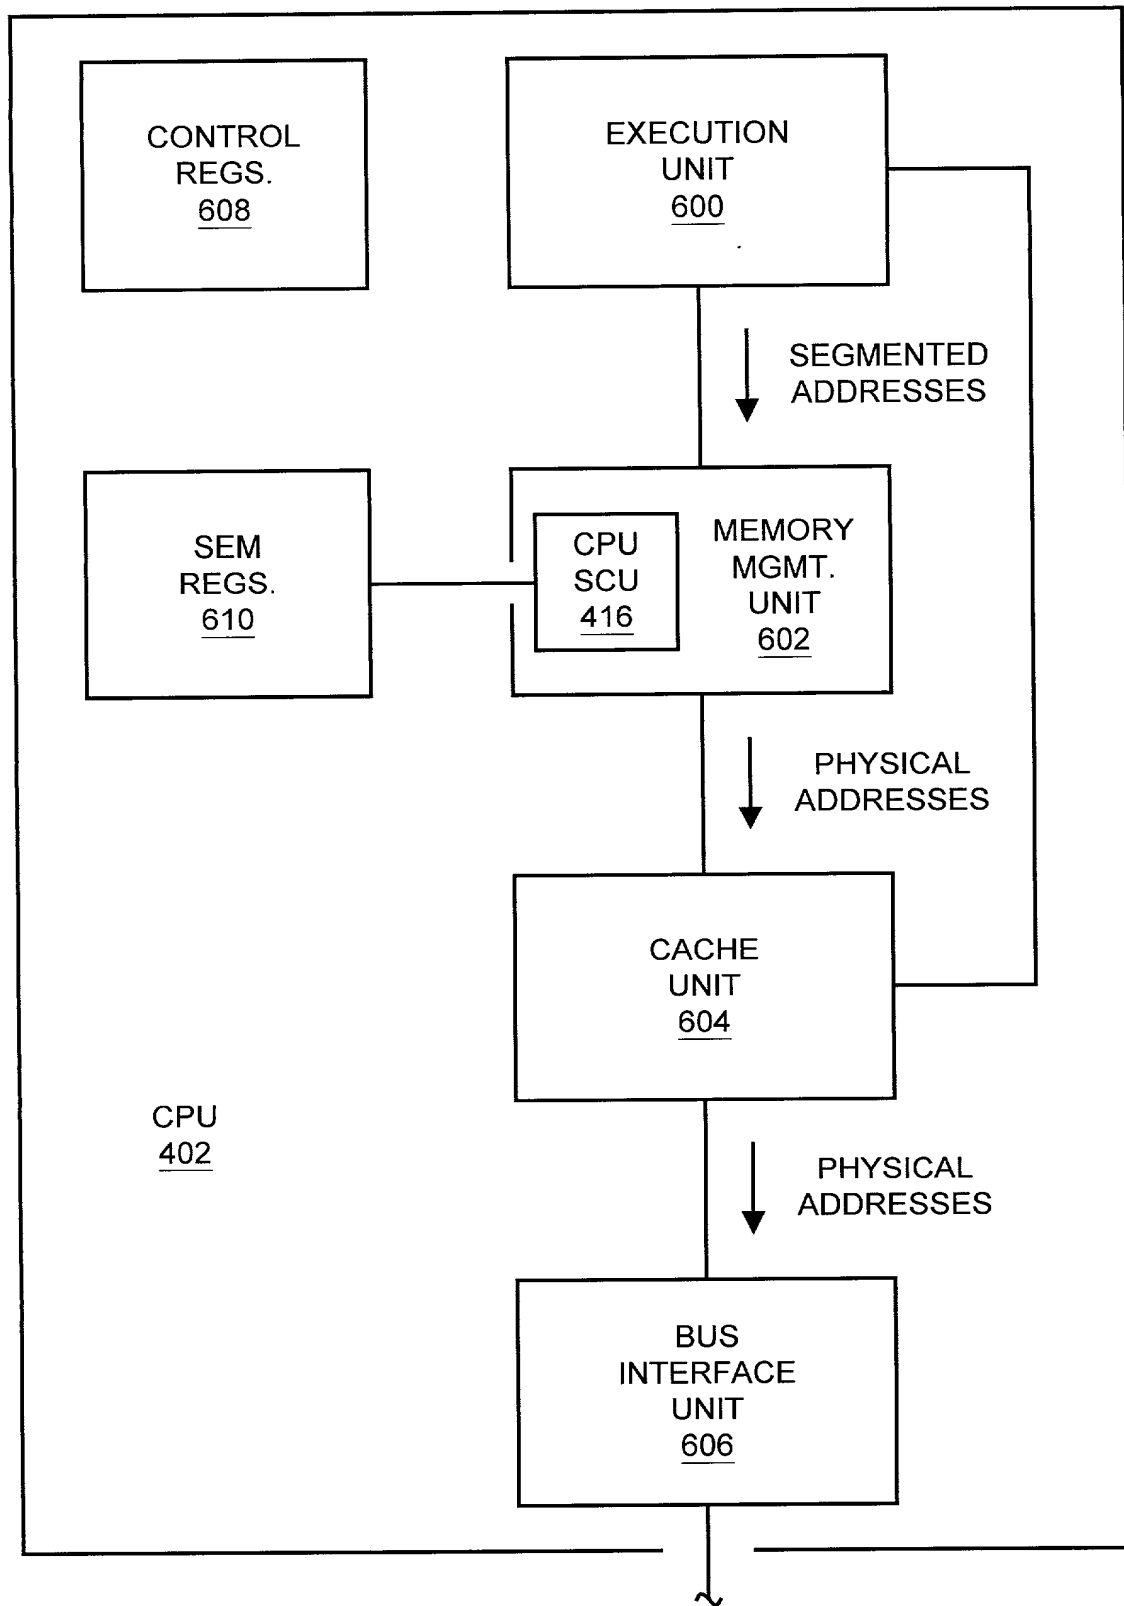 CONTROL
REGS.
608
EXECUTION
UNIT
600
SEGMENTED
ADDRESSES
SEM
REGS.
610
CPU
SCU
416
MEMORY
MGMT.
UNIT
602
PHYSICAL
ADDRESSES
CACHE
UNIT
604
CPU
402
PHYSICAL
ADDRESSES
BUS
INTERFACE
UNIT
606